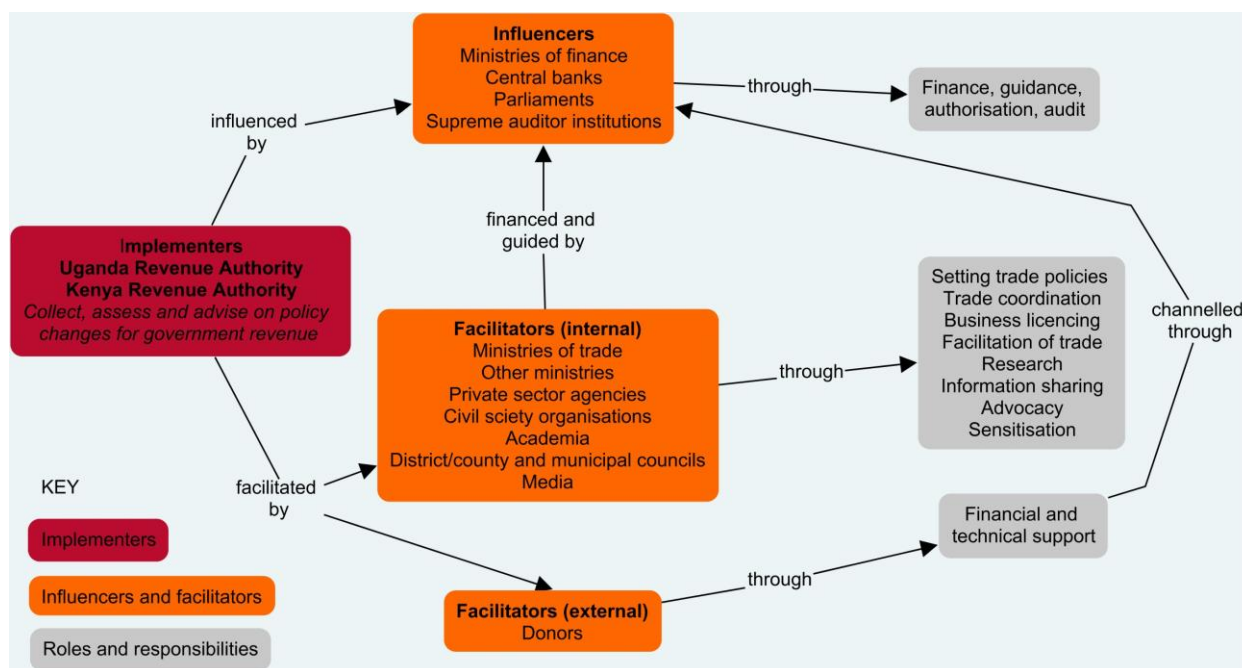 Influencers
Ministries of finance
Central banks
Parliaments
Supreme auditor institutions
through
Finance, guidance,
authorisation, audit
influenced
by
financed and
guided by
Implementers
Uganda Revenue Authority
Kenya Revenue Authority
Collect, assess and advise on policy
changes for government revenue
Facilitators (internal)
Ministries of trade
Other ministries
Private sector agencies
Civil sciety organisations
Academia
District/county and municipal councils
Media
through
Setting trade policies
Trade coordination
Business licencing
Facilitation of trade
Research
Information sharing
Advocacy
Sensitisation
channelled
through
facilitated
by
Facilitators (external)
Donors
through
Financial and
technical support
KEY
Implementers
Influencers and facilitators
Roles and responsibilities